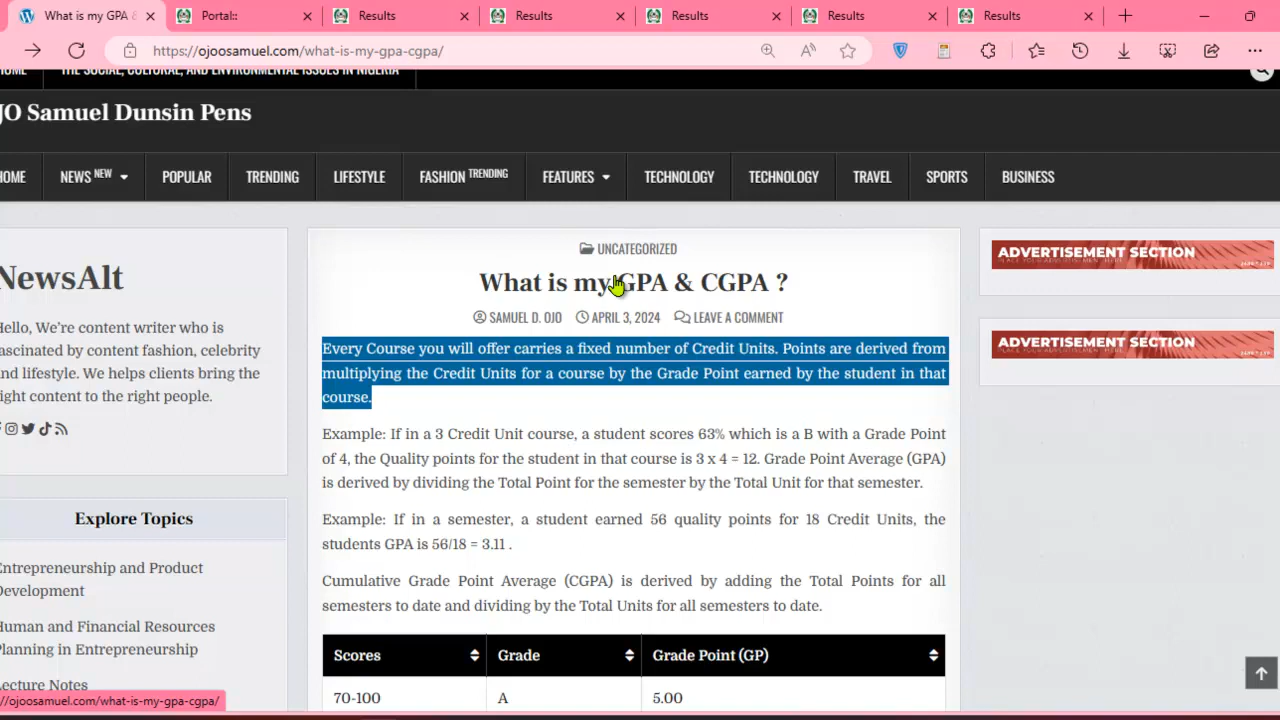 What is my GPA &
Portal::
Results
Results
Results
Results
Results
https://ojoosamuel.com/what-is-my-gpa-cgpa/
HOME
THE SOCIAL, CULTURAL, AND ENVIRONMENTAL ISSUES IN NIGERIA
JO Samuel Dunsin Pens
HOME
NEWS NEW
POPULAR
TRENDING
LIFESTYLE
FASHION TRENDING
FEATURES
TECHNOLOGY
TECHNOLOGY
TRAVEL
SPORTS
BUSINESS
NewsAlt
Hello, We're content writer who is
fascinated by content fashion, celebrity
and lifestyle. We helps clients bring the
right content to the right people.
Explore Topics
Entrepreneurship and Product
Development
Human and Financial Resources
Planning in Entrepreneurship
Lecture Notes
://ojoosamuel.com/what-is-my-gpa-cgpa/
UNCATEGORIZED
What is my GPA & CGPA ?
SAMUEL D. OJO APRIL 3, 2024 LEAVE A COMMENT
Every Course you will offer carries a fixed number of Credit Units. Points are derived from
multiplying the Credit Units for a course by the Grade Point earned by the student in that
course.
Example: If in a 3 Credit Unit course, a student scores 63% which is a B with a Grade Point
of 4, the Quality points for the student in that course is 3 x 4 = 12. Grade Point Average (GPA)
is derived by dividing the Total Point for the semester by the Total Unit for that semester.
Example: If in a semester, a student earned 56 quality points for 18 Credit Units, the
students GPA is 56/18 = 3.11 .
Cumulative Grade Point Average (CGPA) is derived by adding the Total Points for all
semesters to date and dividing by the Total Units for all semesters to date.
Scores Grade Grade Point (GP)
70-100 A 5.00
ADVERTISEMENT SECTION
ADVERTISEMENT SECTION